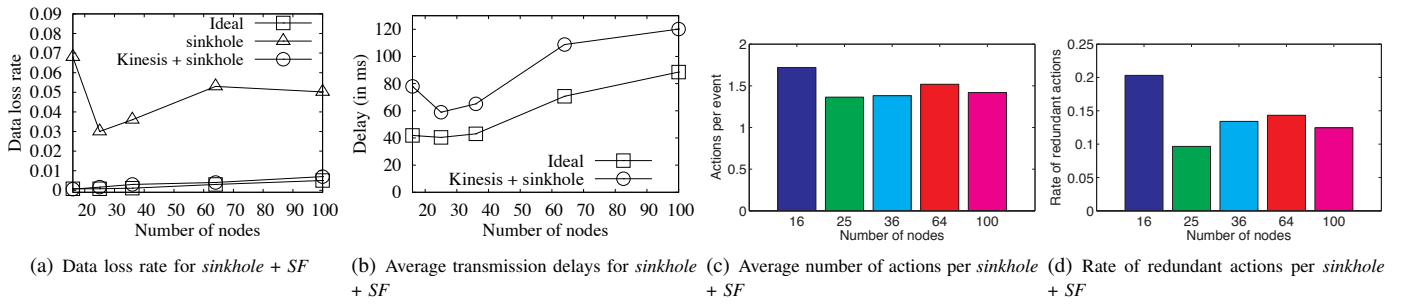 0.09
0.08
0.07
0.06
0.05
0.04
0.03
0.02
0.01
0
Data loss rate
Ideal
sinkhole
Kinesis + sinkhole
20 30 40 50 60 70 80 90 100
Number of nodes
(a) Data loss rate for sinkhole + SF
120
100
80
60
40
20
0
Delay (in ms)
Ideal
Kinesis + sinkhole
20 30 40 50 60 70 80 90 100
Number of nodes
(b) Average transmission delays for sinkhole
+ SF
2
1.5
1
0.5
0
Actions per event
16 25 36 64 100
Number of nodes
(c) Average number of actions per sinkhole
+ SF
0.25
0.2
0.15
0.1
0.05
0
Rate of redundant actions
16 25 36 64 100
Number of nodes
(d) Rate of redundant actions per sinkhole
+ SF